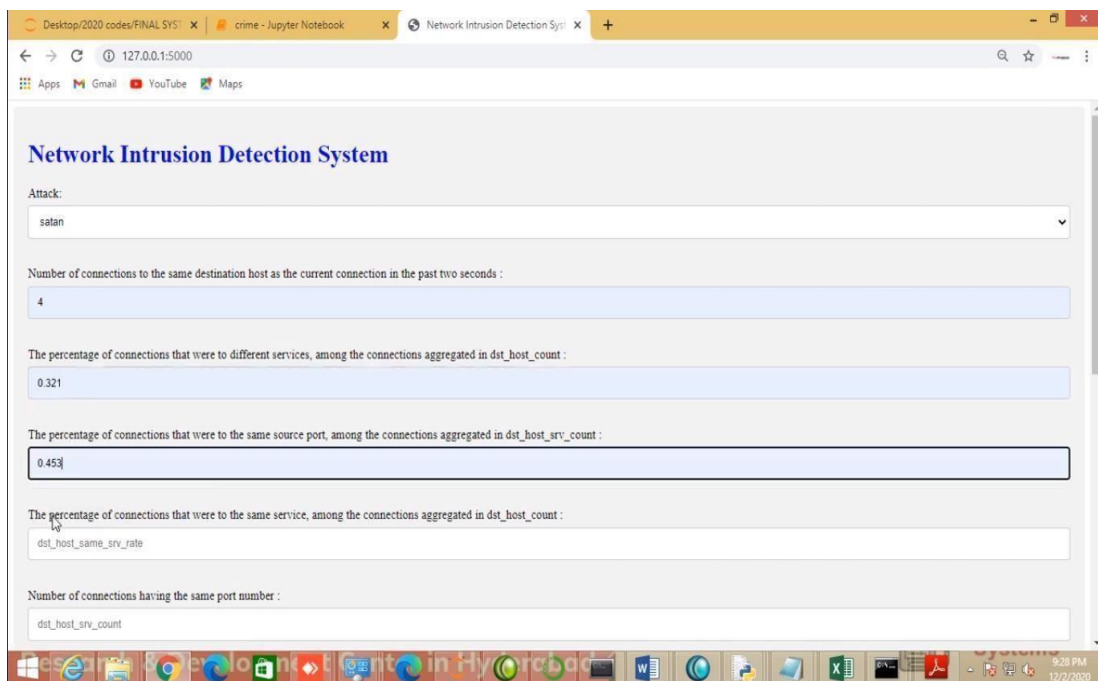 Desktop/2020 codes/FINAL SYST
crime - Jupyter Notebook
Network Intrusion Detection Syst
127.0.0.1:5000
Apps
Gmail
YouTube
Maps
Network Intrusion Detection System
Attack:
satan
Number of connections to the same destination host as the current connection in the past two seconds :
4
The percentage of connections that were to different services, among the connections aggregated in dst_host_count :
0.321
The percentage of connections that were to the same source port, among the connections aggregated in dst_host_srv_count :
0.453
The percentage of connections that were to the same service, among the connections aggregated in dst_host_count :
dst_host_same_srv_rate
Number of connections having the same port number :
dst_host_srv_count
in Hyderabad
9:28 PM
12/2/2020